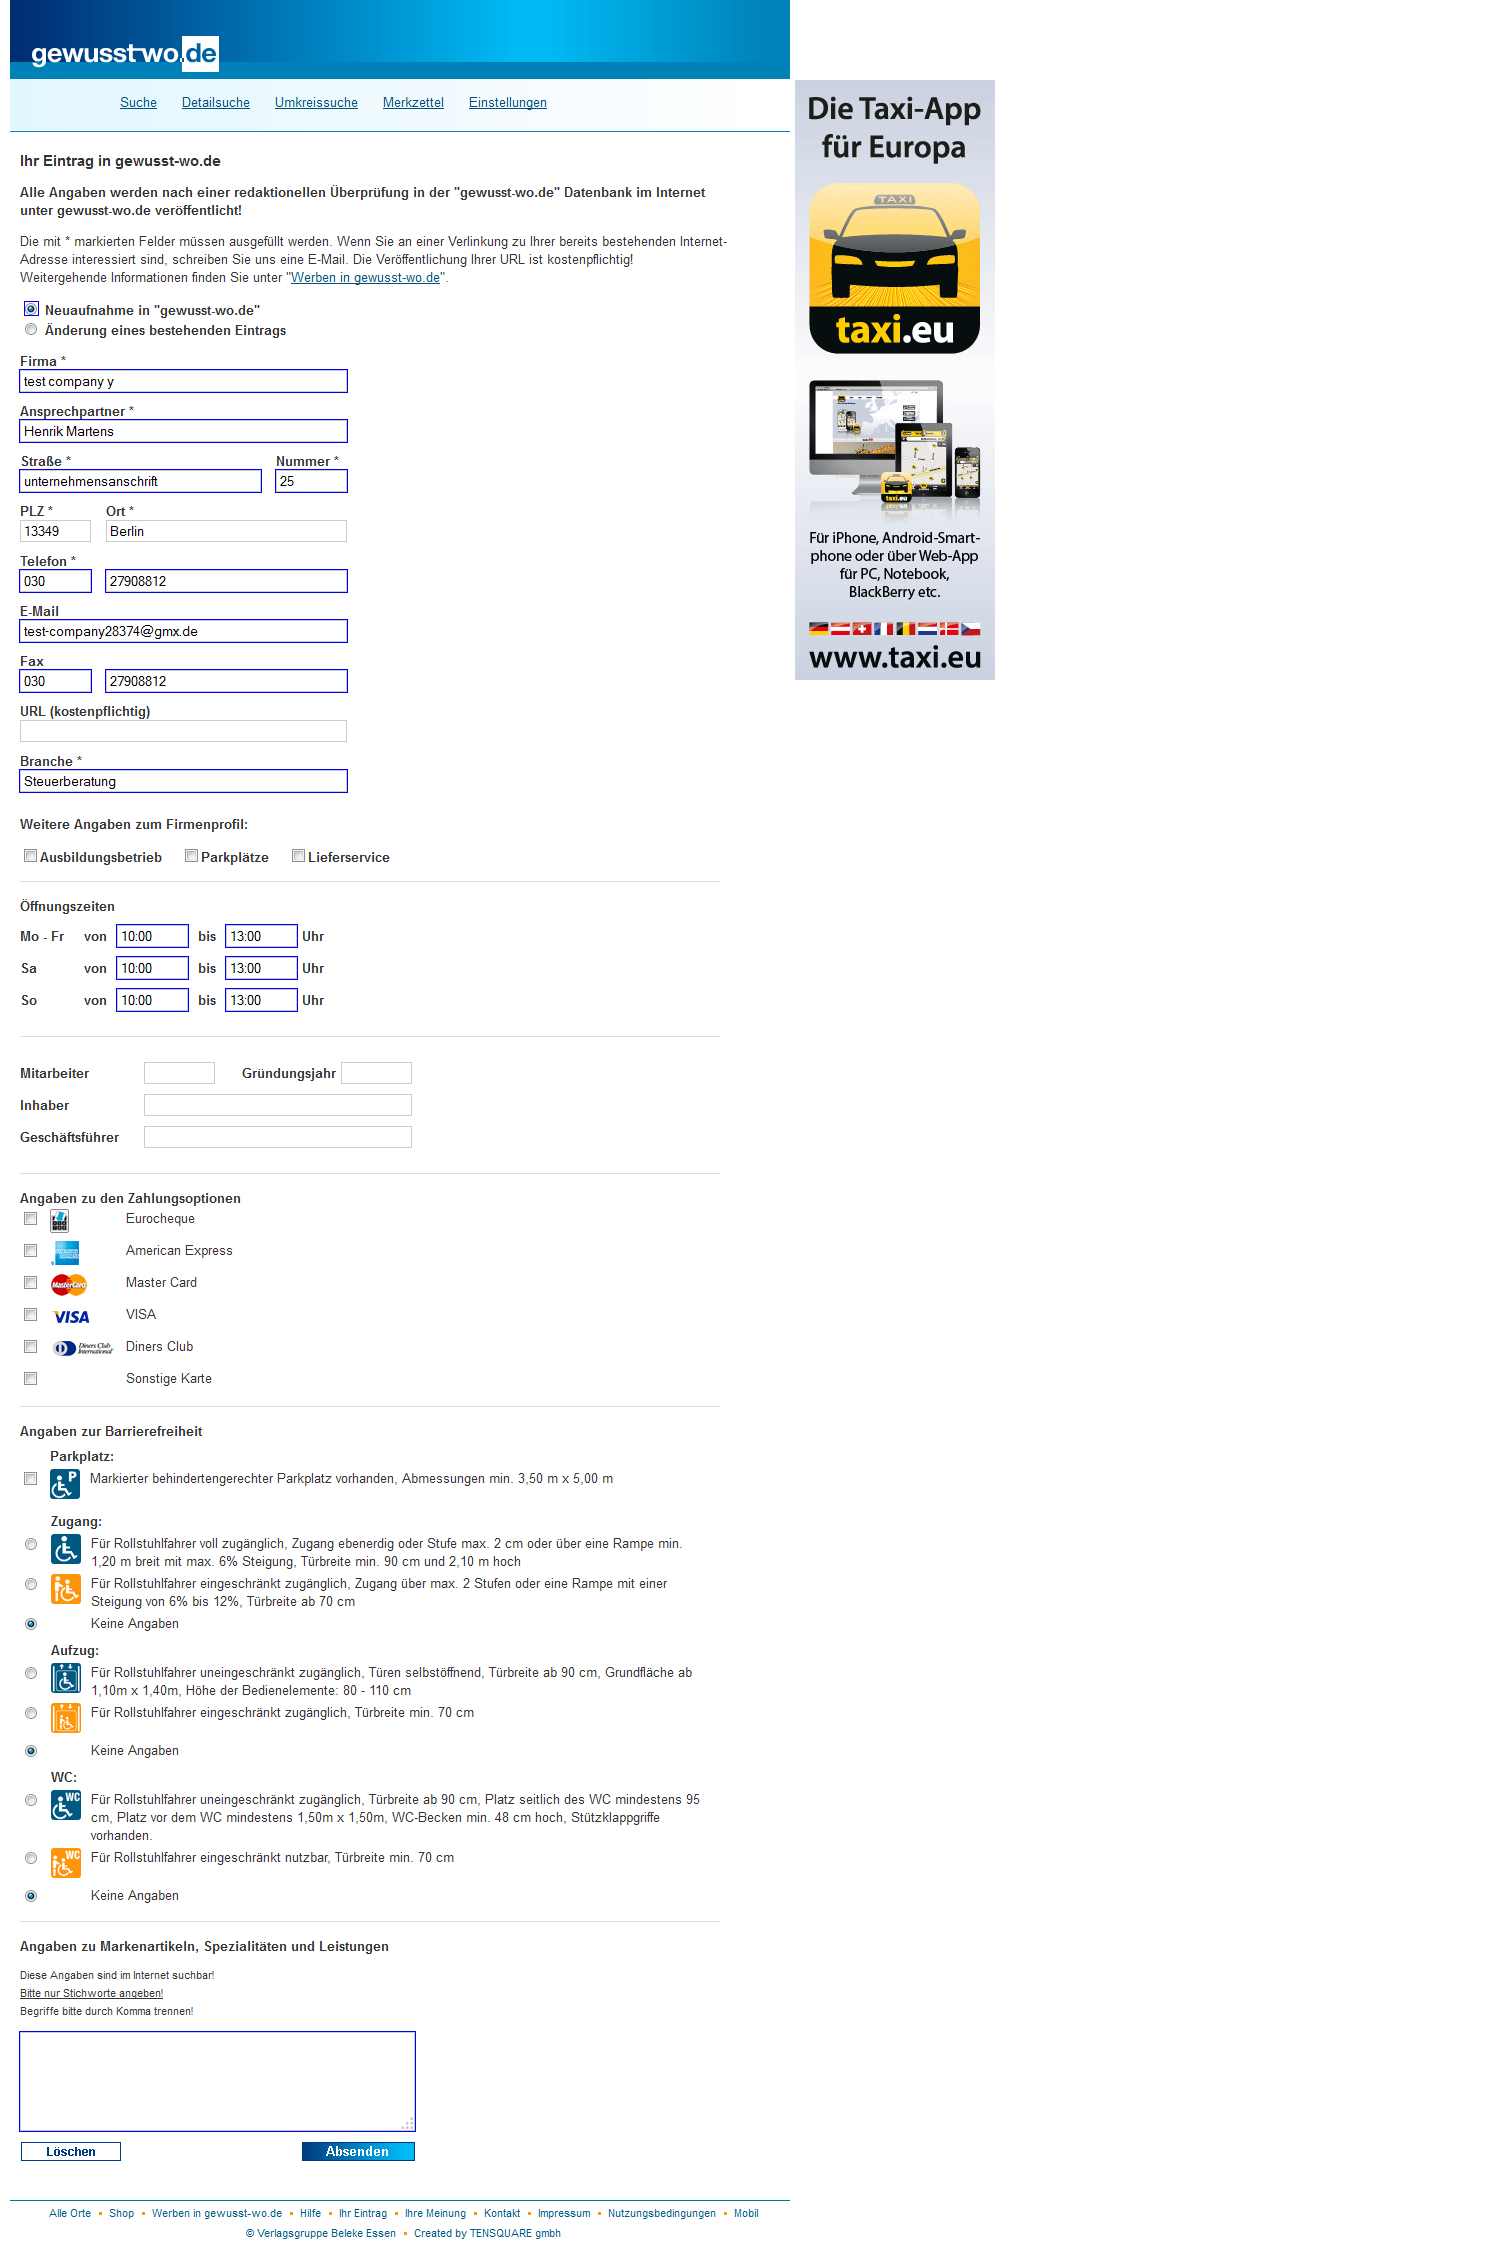 gewusst-wo.de
Suche Detailsuche Umkreissuche Merkzettel Einstellungen
Ihr Eintrag in gewusst-wo.de
Alle Angaben werden nach einer redaktionellen Überprüfung in der "gewusst-wo.de" Datenbank im Internet
unter gewusst-wo.de veröffentlicht!
Die mit * markierten Felder müssen ausgefüllt werden. Wenn Sie an einer Verlinkung zu Ihrer bereits bestehenden Internet-
Adresse interessiert sind, schreiben Sie uns eine E-Mail. Die Veröffentlichung Ihrer URL ist kostenpflichtig!
Weitergehende Informationen finden Sie unter "Werben in gewusst-wo.de".
Neuaufnahme in "gewusst-wo.de"
Änderung eines bestehenden Eintrags
Firma *
test company y
Ansprechpartner *
Henrik Martens
Straße * Nummer *
unternehmensanschrift 25
PLZ * Ort *
13349 Berlin
Telefon *
030 27908812
E-Mail
test-company28374@gmx.de
Fax
030 27908812
URL (kostenpflichtig)
Branche *
Steuerberatung
Weitere Angaben zum Firmenprofil:
Ausbildungsbetrieb Parkplätze Lieferservice
Öffnungszeiten
Mo - Fr von 10:00 bis 13:00 Uhr
Sa von 10:00 bis 13:00 Uhr
So von 10:00 bis 13:00 Uhr
Mitarbeiter Gründungsjahr
Inhaber
Geschäftsführer
Angaben zu den Zahlungsoptionen
Eurocheque
AMERICAN EXPRESS American Express
MasterCard Master Card
VISA VISA
Diners Club International Diners Club
Sonstige Karte
Angaben zur Barrierefreiheit
Parkplatz:
P Markierter behindertengerechter Parkplatz vorhanden, Abmessungen min. 3,50 m x 5,00 m
Zugang:
Für Rollstuhlfahrer voll zugänglich, Zugang ebenerdig oder Stufe max. 2 cm oder über eine Rampe min.
1,20 m breit mit max. 6% Steigung, Türbreite min. 90 cm und 2,10 m hoch
Für Rollstuhlfahrer eingeschränkt zugänglich, Zugang über max. 2 Stufen oder eine Rampe mit einer
Steigung von 6% bis 12%, Türbreite ab 70 cm
Keine Angaben
Aufzug:
Für Rollstuhlfahrer uneingeschränkt zugänglich, Türen selbstöffnend, Türbreite ab 90 cm, Grundfläche ab
1,10m x 1,40m, Höhe der Bedienelemente: 80 - 110 cm
Für Rollstuhlfahrer eingeschränkt zugänglich, Türbreite min. 70 cm
Keine Angaben
WC:
WC Für Rollstuhlfahrer uneingeschränkt zugänglich, Türbreite ab 90 cm, Platz seitlich des WC mindestens 95
cm, Platz vor dem WC mindestens 1,50m x 1,50m, WC-Becken min. 48 cm hoch, Stützklappgriffe
vorhanden.
WC Für Rollstuhlfahrer eingeschränkt nutzbar, Türbreite min. 70 cm
Keine Angaben
Angaben zu Markenartikeln, Spezialitäten und Leistungen
Diese Angaben sind im Internet suchbar!
Bitte nur Stichworte angeben!
Begriffe bitte durch Komma trennen!
Löschen Absenden
Alle Orte Shop Werben in gewusst-wo.de Hilfe Ihr Eintrag Ihre Meinung Kontakt Impressum Nutzungsbedingungen Mobil
© Verlagsgruppe Beleke Essen Created by TENSQUARE gmbh
Die Taxi-App
für Europa
TAXI
taxi.eu
taxi.eu
Für iPhone, Android-Smart-
phone oder über Web-App
für PC, Notebook,
BlackBerry etc.
www.taxi.eu